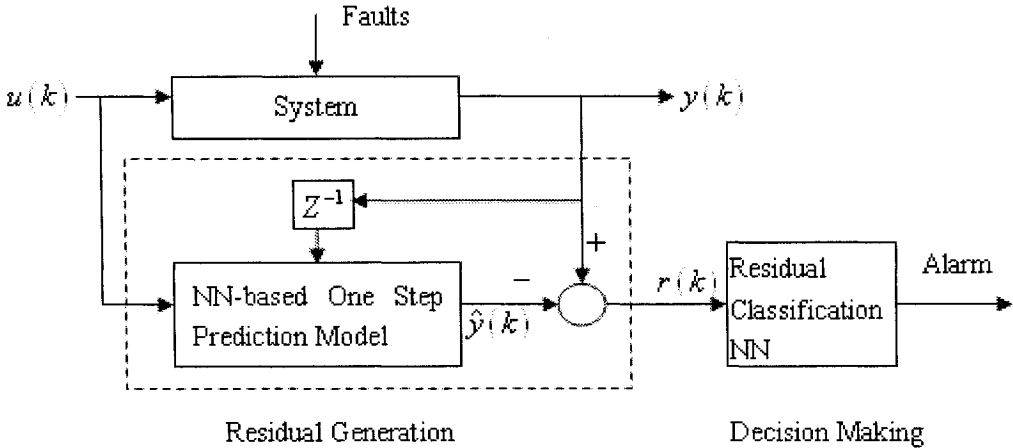 Faults
u(k)
System
y(k)
Z⁻¹
+
NN-based One Step
Prediction Model
−
ŷ(k)
r(k)
Residual
Classification
NN
Alarm
Residual Generation
Decision Making